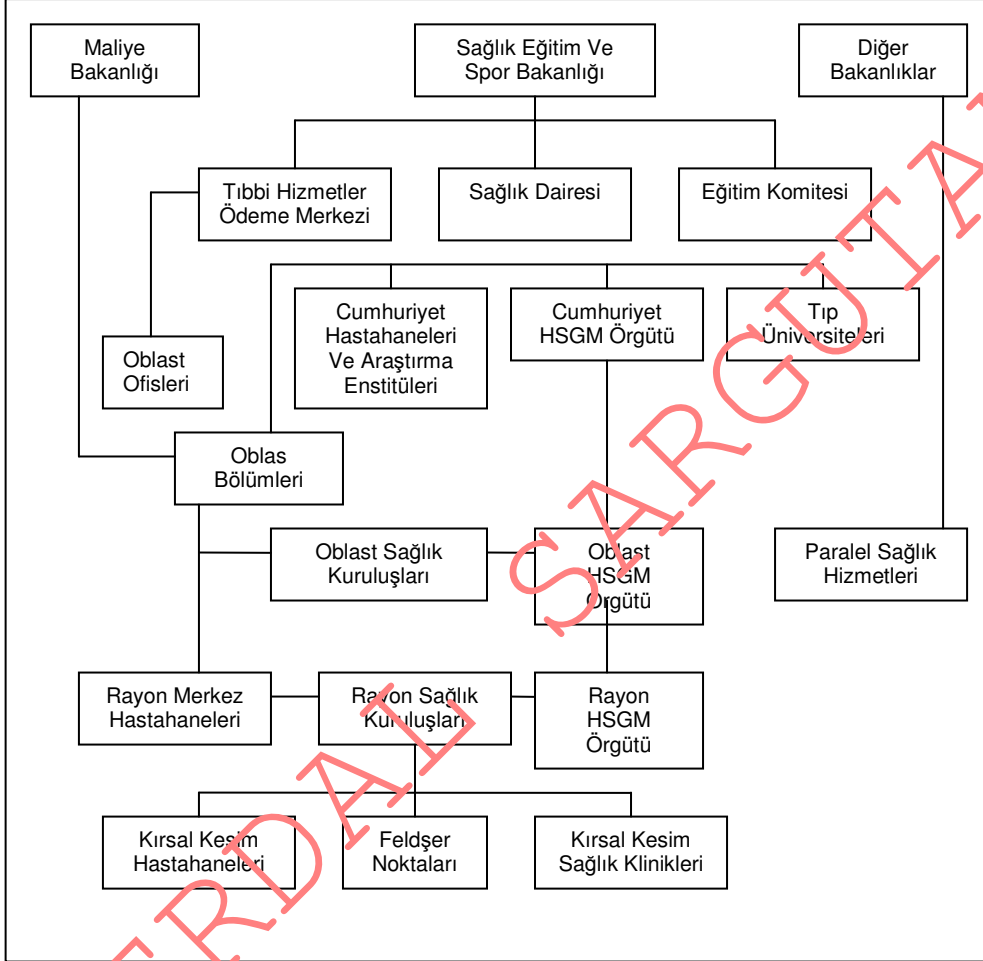 Maliye
Bakanlığı
Sağlık Eğitim Ve
Spor Bakanlığı
Diğer
Bakanlıklar
Tıbbi Hizmetler
Ödeme Merkezi
Sağlık Dairesi
Eğitim Komitesi
Cumhuriyet
Hastahaneleri
Ve Araştırma
Enstitüleri
Cumhuriyet
HSGM Örgütü
Tıp
Üniversiteleri
Oblast
Ofisleri
Oblas
Bölümleri
Oblast Sağlık
Kuruluşları
Oblast
HSGM
Örgütü
Paralel Sağlık
Hizmetleri
Rayon Merkez
Hastahaneleri
Rayon Sağlık
Kuruluşları
Rayon
HSGM
Örgütü
Kırsal Kesim
Hastahaneleri
Feldşer
Noktaları
Kırsal Kesim
Sağlık Klinikleri
ERDAL SARGUTA